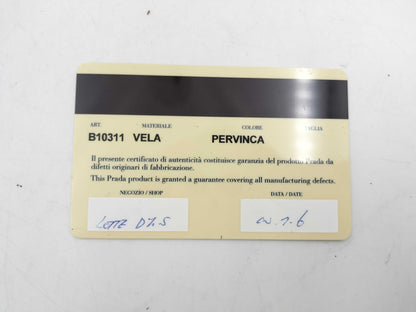 ART. MATERIALE COLORE TAGLIA
B10311 VELA PERVINCA
Il presente certificato di autenticità costituisce garanzia del prodotto Prada da
difetti originari di fabbricazione.
This Prada product is granted a guarantee covering all manufacturing defects.
NEGOZIO / SHOP DATA / DATE
LOTTE